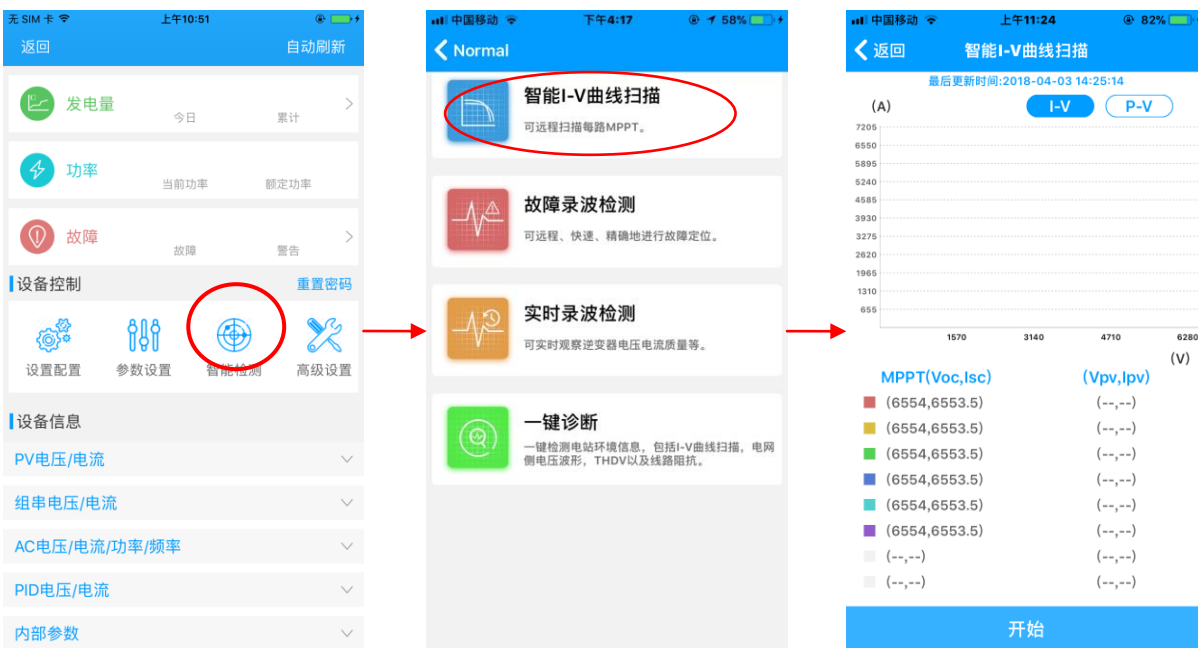 无 SIM 卡 上午10:51
返回 自动刷新
发电量 今日 累计
功率 当前功率 额定功率
故障 故障 警告
设备控制 重置密码
设置配置 参数设置 智能检测 高级设置
设备信息
PV电压/电流
组串电压/电流
AC电压/电流/功率/频率
PID电压/电流
内部参数
中国移动 下午4:17 58%
Normal
智能I-V曲线扫描
可远程扫描每路MPPT。
故障录波检测
可远程、快速、精确地进行故障定位。
实时录波检测
可实时观察逆变器电压电流质量等。
一键诊断
一键检测电站环境信息，包括I-V曲线扫描，电网
侧电压波形，THDV以及线路阻抗。
中国移动 上午11:24 82%
返回 智能I-V曲线扫描
最后更新时间:2018-04-03 14:25:14
(A) I-V P-V
7205
6550
5895
5240
4585
3930
3275
2620
1965
1310
655
1570 3140 4710 6280
(V)
MPPT(Voc,Isc) (Vpv,Ipv)
(6554,6553.5) (--,--)
(6554,6553.5) (--,--)
(6554,6553.5) (--,--)
(6554,6553.5) (--,--)
(6554,6553.5) (--,--)
(6554,6553.5) (--,--)
(--,--) (--,--)
(--,--) (--,--)
开始